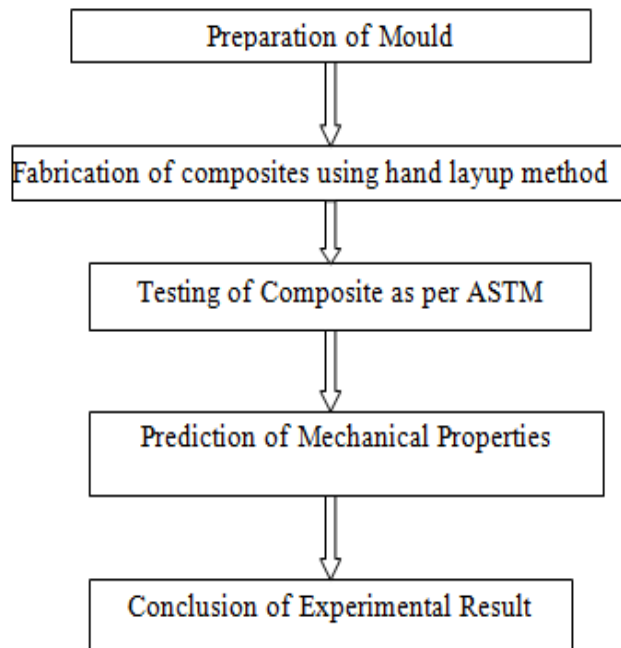 Preparation of Mould
Fabrication of composites using hand layup method
Testing of Composite as per ASTM
Prediction of Mechanical Properties
Conclusion of Experimental Result